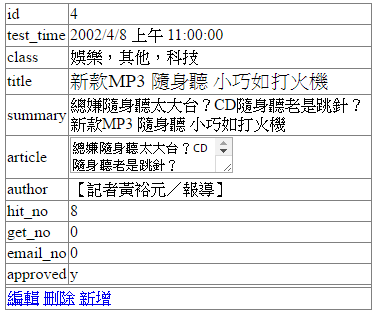 id 4
test_time 2002/4/8 上午 11:00:00
class 娛樂，其他，科技
title 新款MP3 隨身聽 小巧如打火機
summary 總嫌隨身聽太大台？CD隨身聽老是跳針？
新款MP3 隨身聽 小巧如打火機
article 總嫌隨身聽太大台？CD
隨身聽老是跳針？
author 【記者黃裕元／報導】
hit_no 8
get_no 0
email_no 0
approved y
編輯 刪除 新增